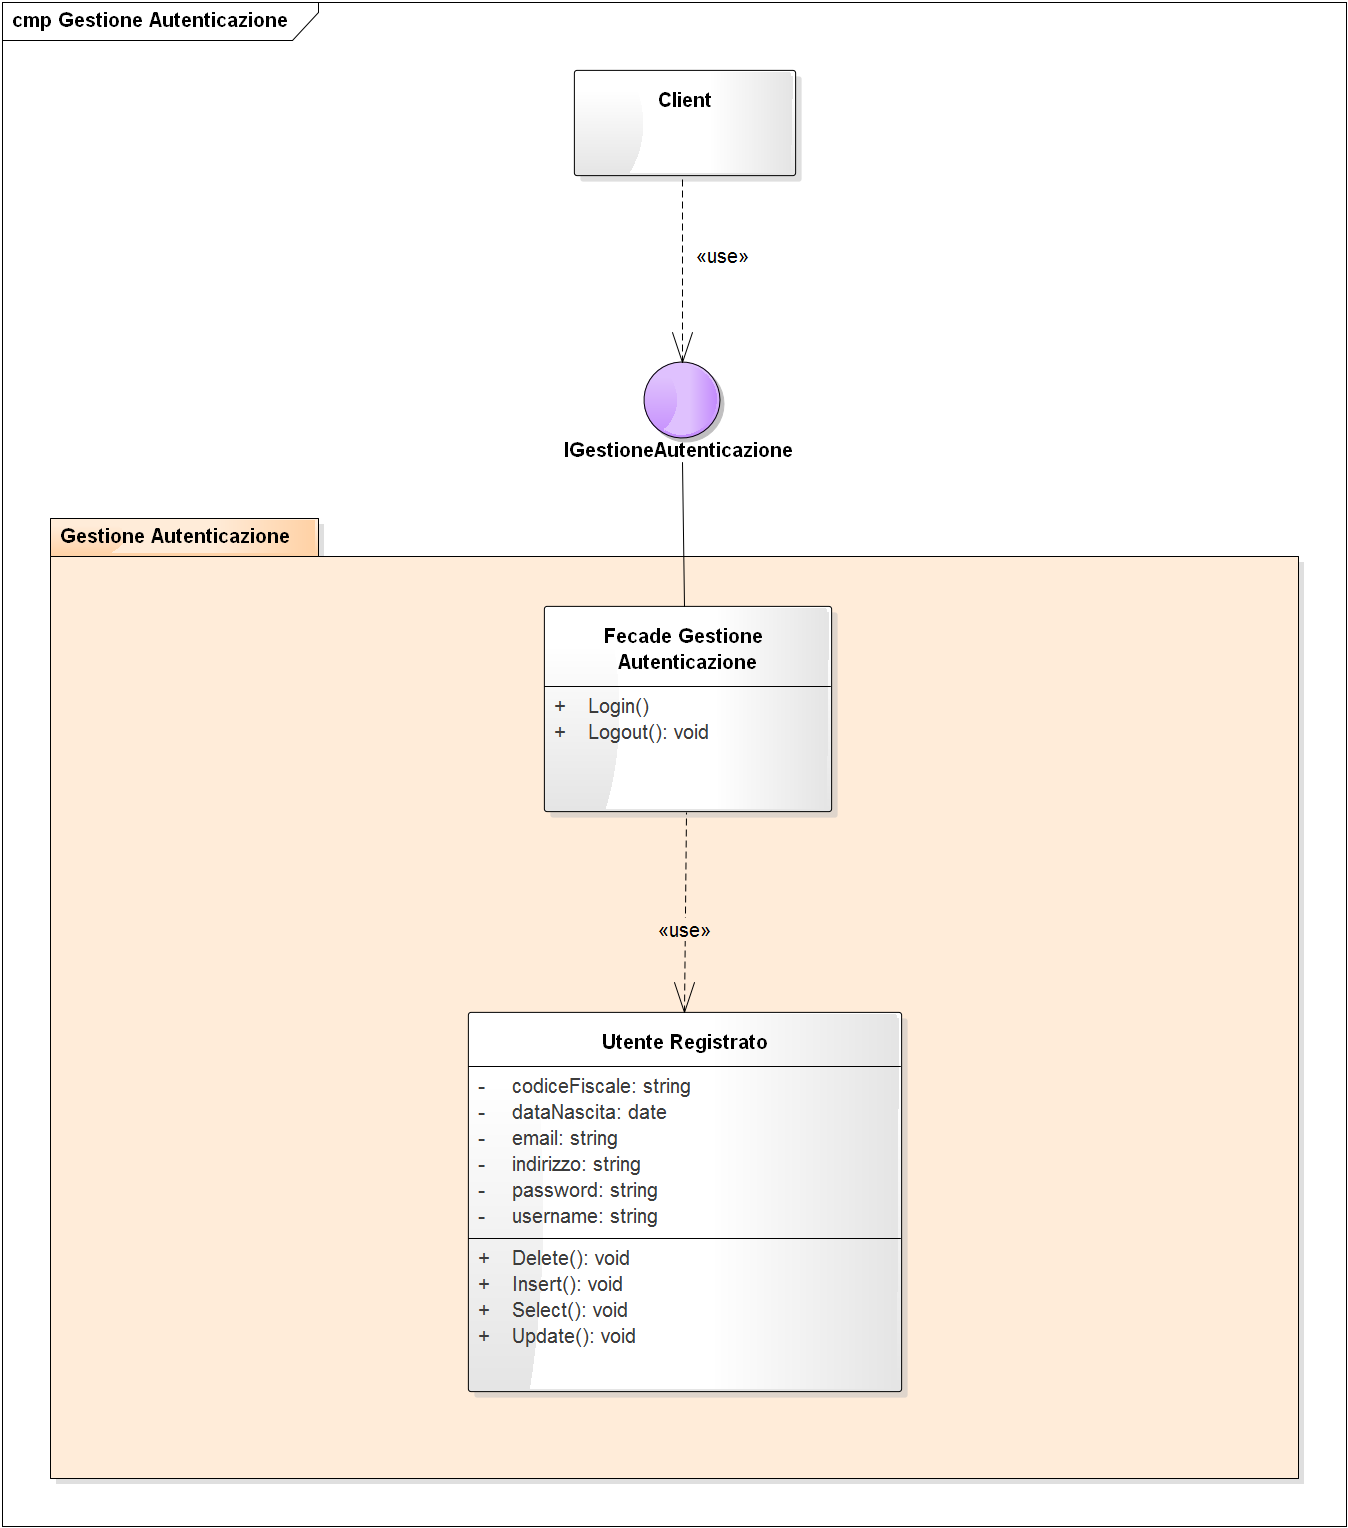 cmp Gestione Autenticazione
Client
«use»
IGestioneAutenticazione
Gestione Autenticazione
Fecade Gestione
Autenticazione
+ Login()
+ Logout(): void
«use»
Utente Registrato
- codiceFiscale: string
- dataNascita: date
- email: string
- indirizzo: string
- password: string
- username: string
+ Delete(): void
+ Insert(): void
+ Select(): void
+ Update(): void